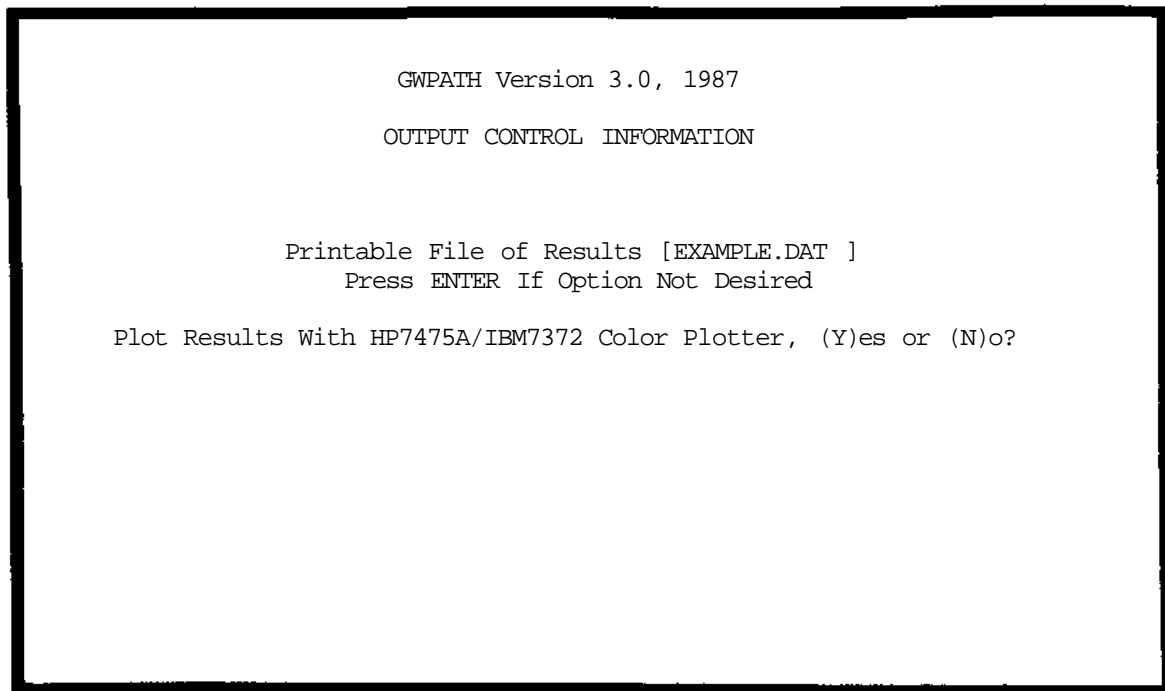 GWPATH Version 3.0, 1987
OUTPUT CONTROL INFORMATION
Printable File of Results [EXAMPLE.DAT ]
Press ENTER If Option Not Desired
Plot Results With HP7475A/IBM7372 Color Plotter, (Y)es or (N)o?